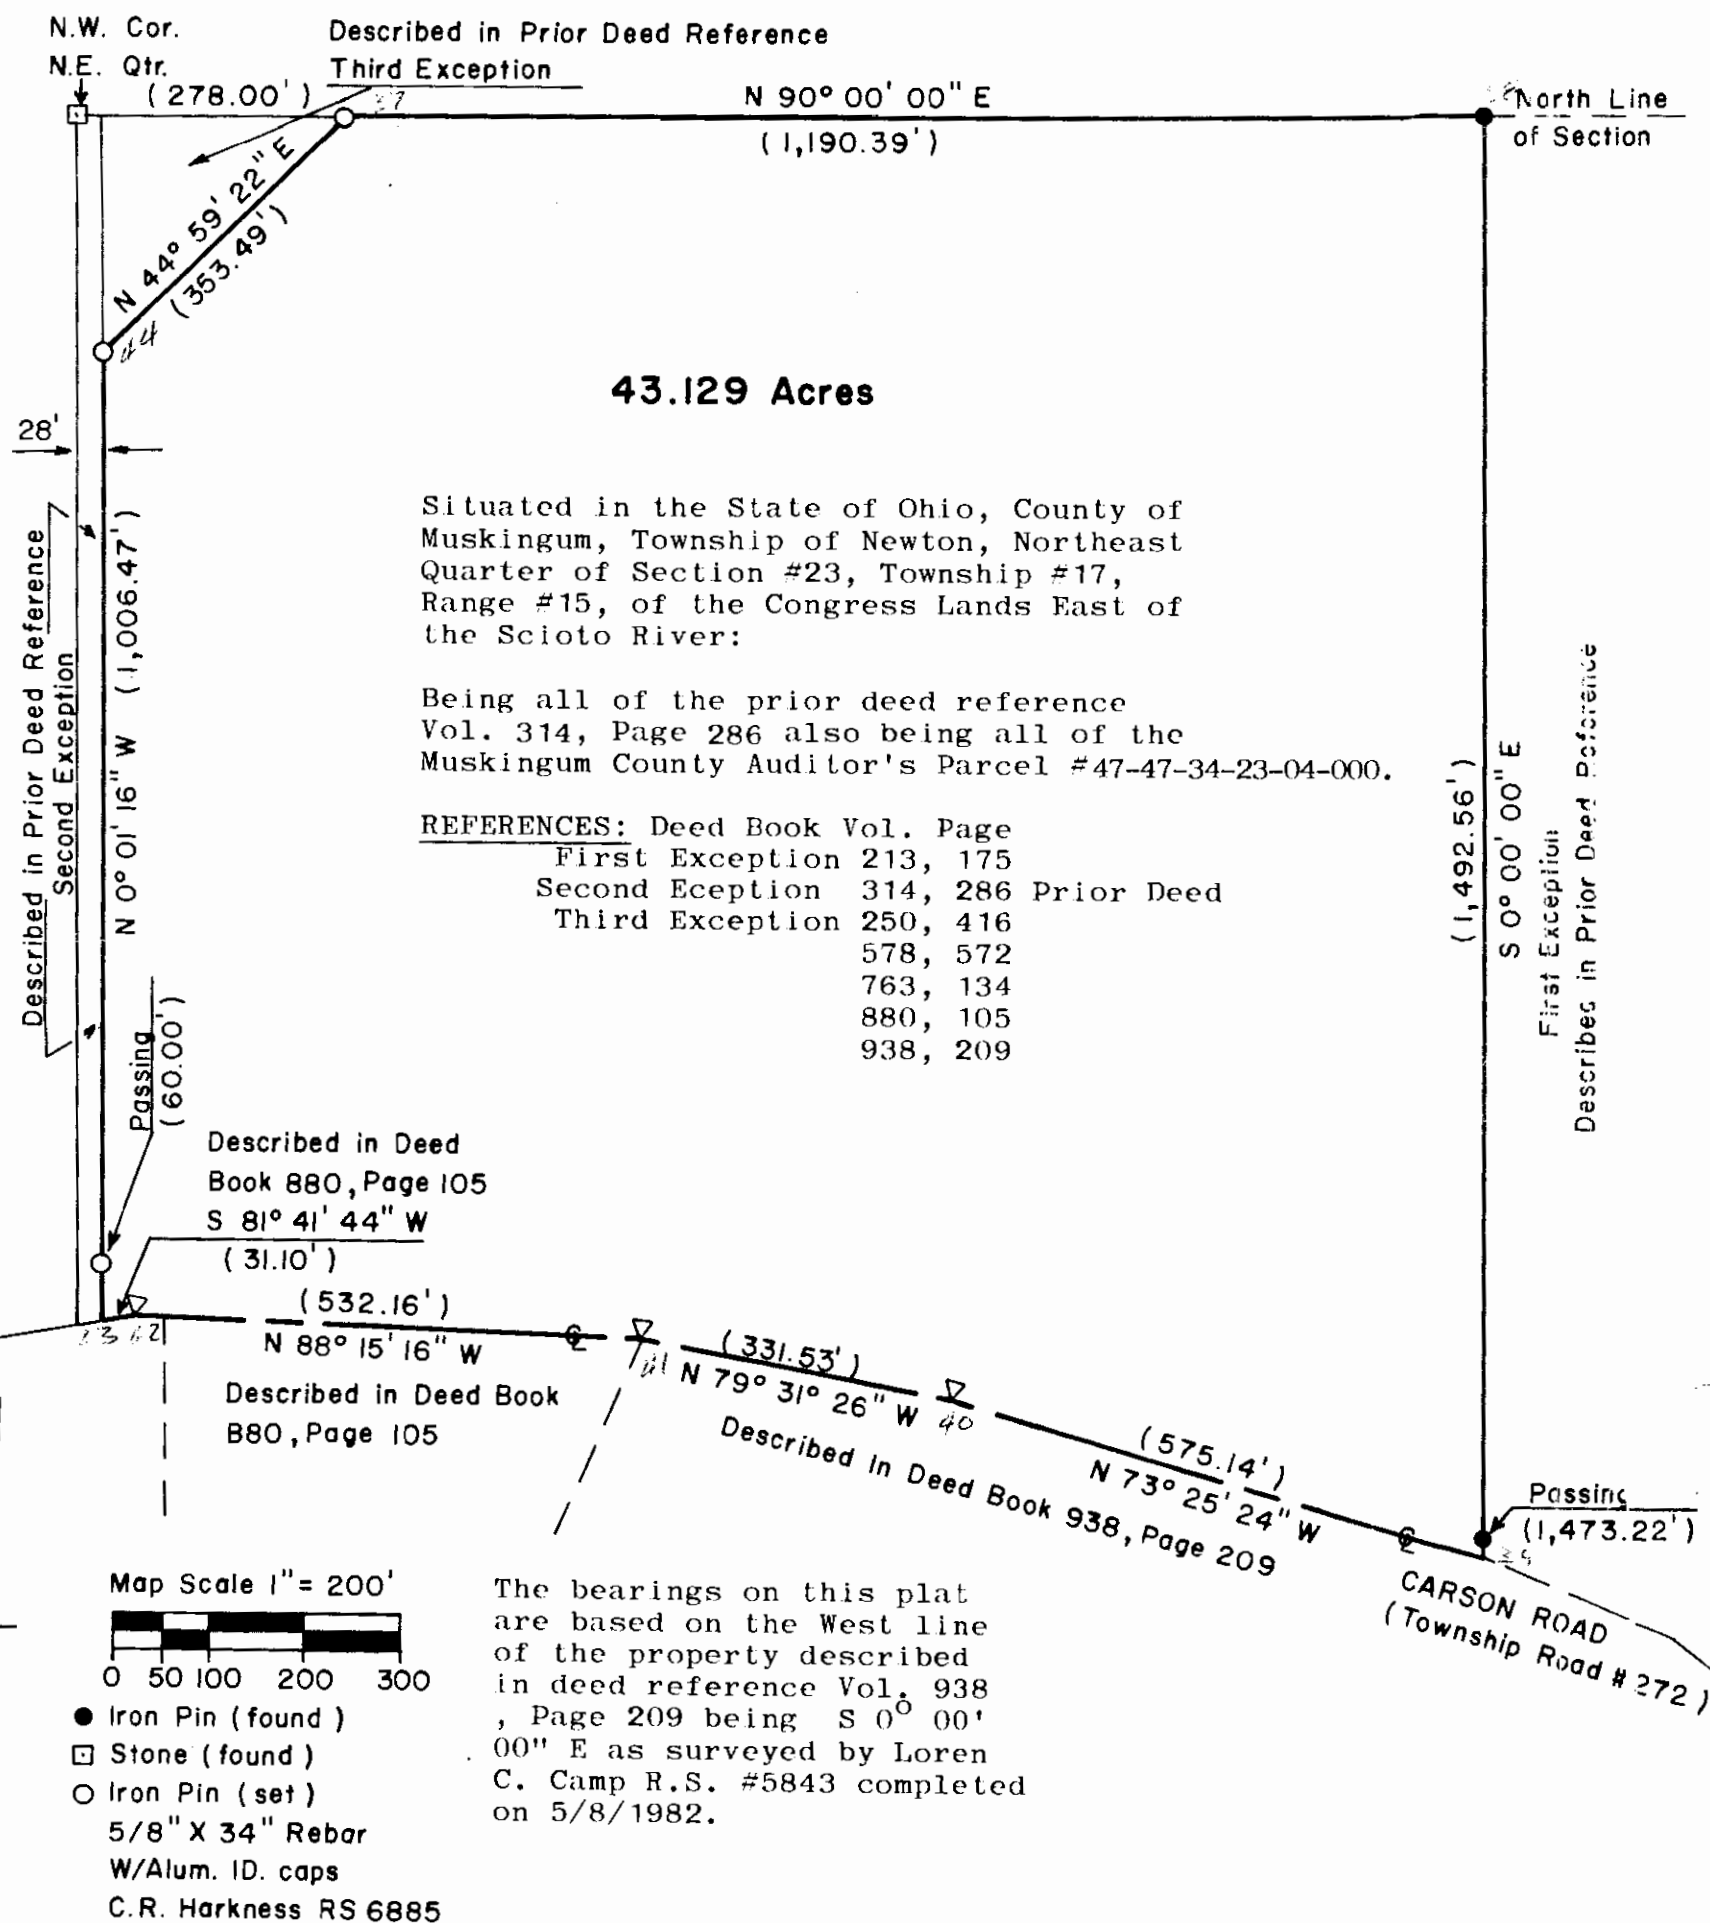 N.W. Cor.
N.E. Qtr.
Described in Prior Deed Reference
Third Exception
(278.00')
37
N 90° 00' 00" E
(1,190.39')
North Line
of Section
N 44° 59' 22" E
(353.49')
44
43.129 Acres
28'
Described in Prior Deed Reference
Second Exception
N 0° 01' 16" W (1,006.47')
Situated in the State of Ohio, County of
Muskingum, Township of Newton, Northeast
Quarter of Section #23, Township #17,
Range #15, of the Congress Lands East of
the Scioto River:
Being all of the prior deed reference
Vol. 314, Page 286 also being all of the
Muskingum County Auditor's Parcel #47-47-34-23-04-000.
REFERENCES: Deed Book Vol. Page
First Exception 213, 175
Second Eception 314, 286 Prior Deed
Third Exception 250, 416
578, 572
763, 134
880, 105
938, 209
(1,492.56')
S 0° 00' 00" E
First Exception
Described in Prior Deed Reference
Passing
(60.00')
Described in Deed
Book 880, Page 105
S 81° 41' 44" W
(31.10')
(532.16')
N 88° 15' 16" W
Described in Deed Book
B80, Page 105
41
(331.53')
N 79° 31° 26" W
40
(575.14')
N 73° 25' 24" W
Described In Deed Book 938, Page 209
Passing
(1,473.22')
CARSON ROAD
(Township Road # 272)
Map Scale 1"= 200'
0 50 100 200 300
Iron Pin (found)
Stone (found)
Iron Pin (set)
5/8" X 34" Rebar
W/Alum. ID. caps
C.R. Harkness RS 6885
The bearings on this plat
are based on the West line
of the property described
in deed reference Vol. 938
, Page 209 being S 0° 00'
00" E as surveyed by Loren
C. Camp R.S. #5843 completed
on 5/8/1982.